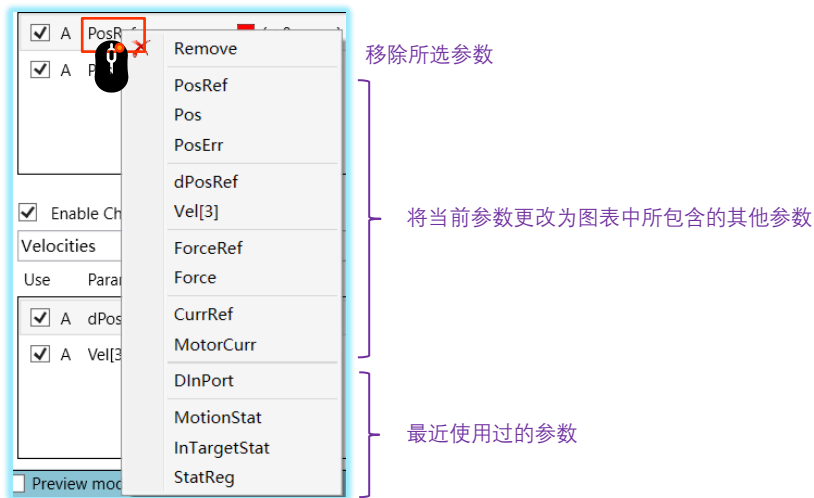 A PosR
Remove
移除所选参数
A P
PosRef
Pos
PosErr
dPosRef
Enable Ch
Vel[3]
将当前参数更改为图表中所包含的其他参数
Velocities
ForceRef
Use Parar
Force
A dPos
CurrRef
A Vel[3
MotorCurr
DInPort
MotionStat
最近使用过的参数
InTargetStat
Preview mod
StatReg